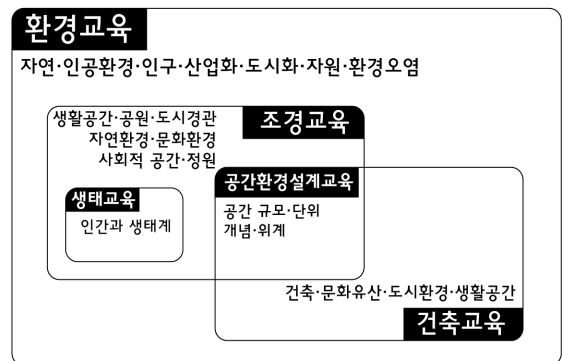 환경교육
자연·인공환경·인구·산업화·도시화·자원·환경오염
생활공간·공원·도시경관
자연환경·문화환경
사회적 공간·정원
조경교육
생태교육
인간과 생태계
공간환경설계교육
공간 규모·단위
개념·위계
건축·문화유산·도시환경·생활공간
건축교육